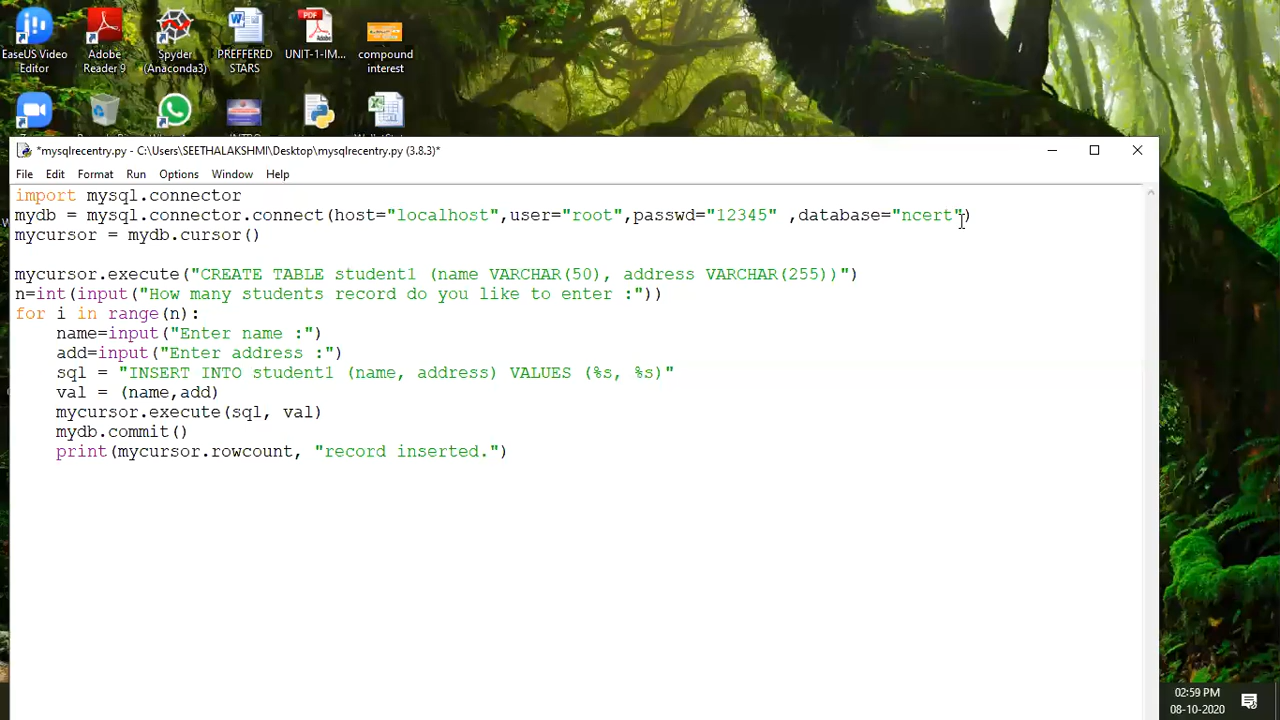 EaseUS Video Editor
Adobe Reader 9
Spyder (Anaconda3)
PREFFERED STARS
UNIT-1-IM...
compound interest
PDF
*mysqlrecentry.py - C:\Users\SEETHALAKSHMI\Desktop\mysqlrecentry.py (3.8.3)*
File Edit Format Run Options Window Help
import mysql.connector
mydb = mysql.connector.connect(host="localhost",user="root",passwd="12345" ,database="ncert")
mycursor = mydb.cursor()
mycursor.execute("CREATE TABLE student1 (name VARCHAR(50), address VARCHAR(255))")
n=int(input("How many students record do you like to enter :"))
for i in range(n):
    name=input("Enter name :")
    add=input("Enter address :")
    sql = "INSERT INTO student1 (name, address) VALUES (%s, %s)"
    val = (name,add)
    mycursor.execute(sql, val)
    mydb.commit()
    print(mycursor.rowcount, "record inserted.")
02:59 PM
08-10-2020